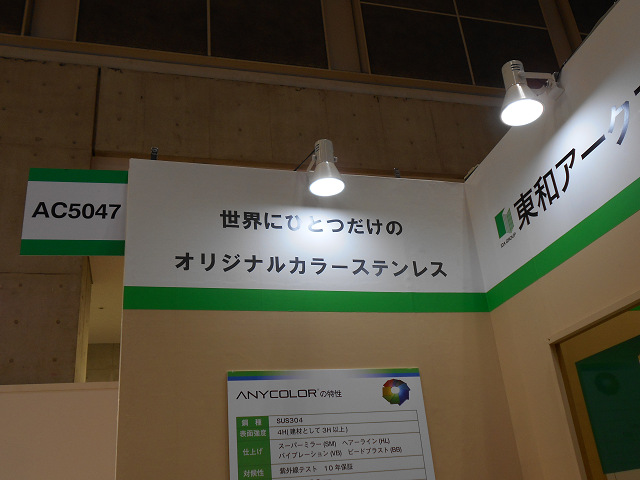 AC5047
世界にひとつだけの
オリジナルカラーステンレス
東和アーク
ANYCOLOR®の特性
鋼種 SUS304
表面強度 4H(建材として3H以上)
仕上げ スーパーミラー(SM) ヘアーライン(HL)
バイブレーション(VB) ビードブラスト(BB)
対候性 紫外線テスト 10年保証